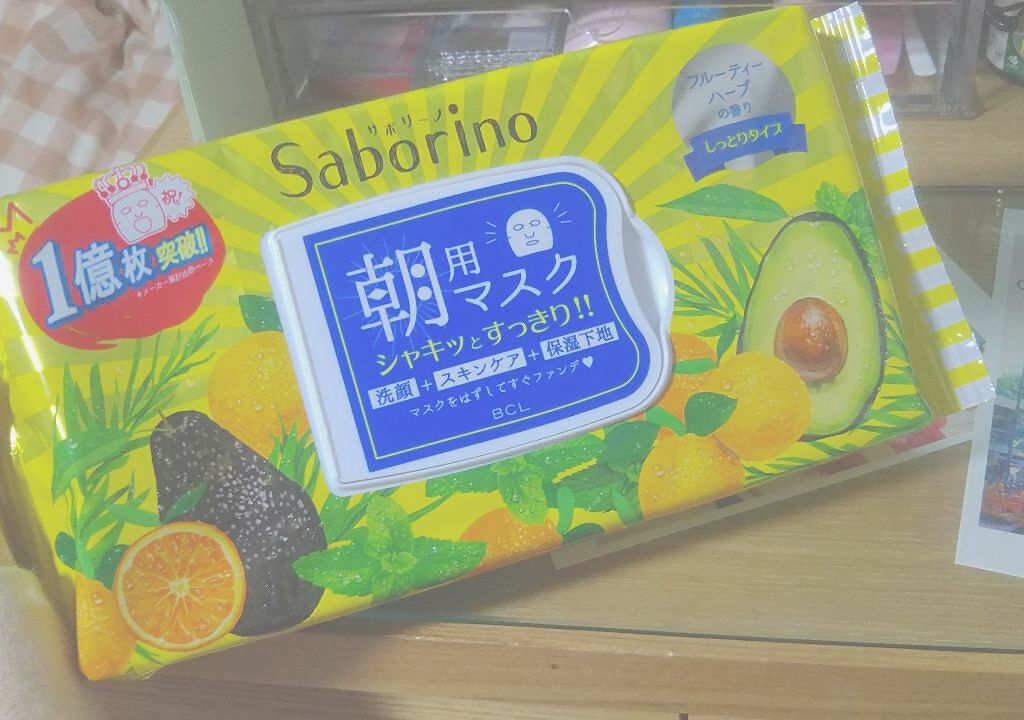 サボリーノ
Saborino
フルーティー
ハーブ
の香り
しっとりタイプ
祝!
1億枚突破!!
*メーカー累計出荷ベース
朝用
マスク
シャキッとすっきり!!
洗顔+スキンケア+保湿下地
マスクをはずしてすぐファンデ♥
BCL